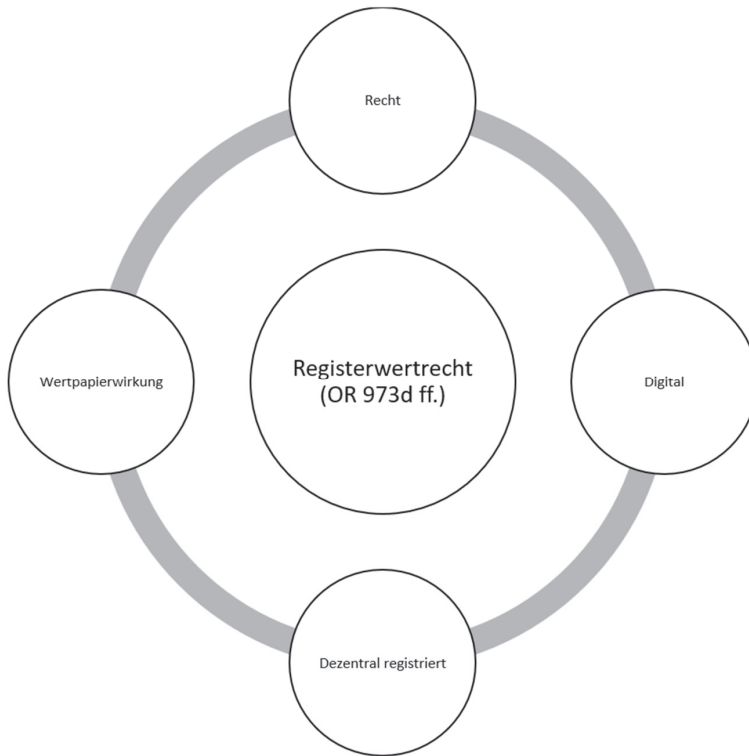 Recht
Wertpapierwirkung
Registerwertrecht
(OR 973d ff.)
Digital
Dezentral registriert